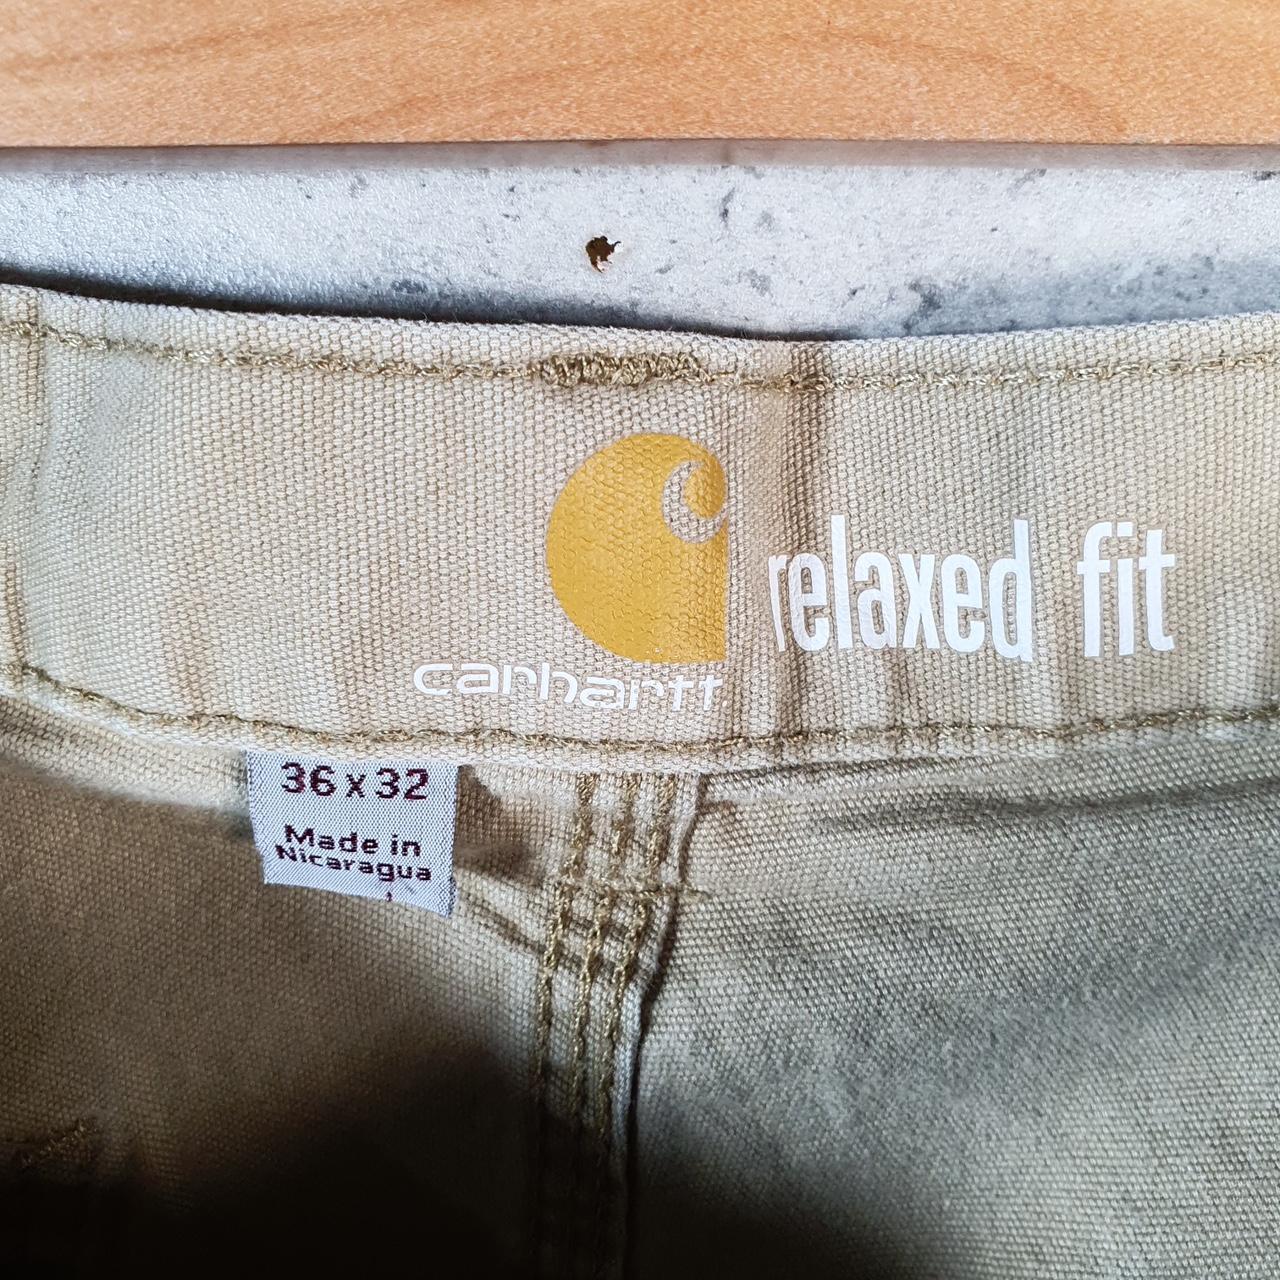 relaxed fit
carhartt
36 x 32
Made in
Nicaragua